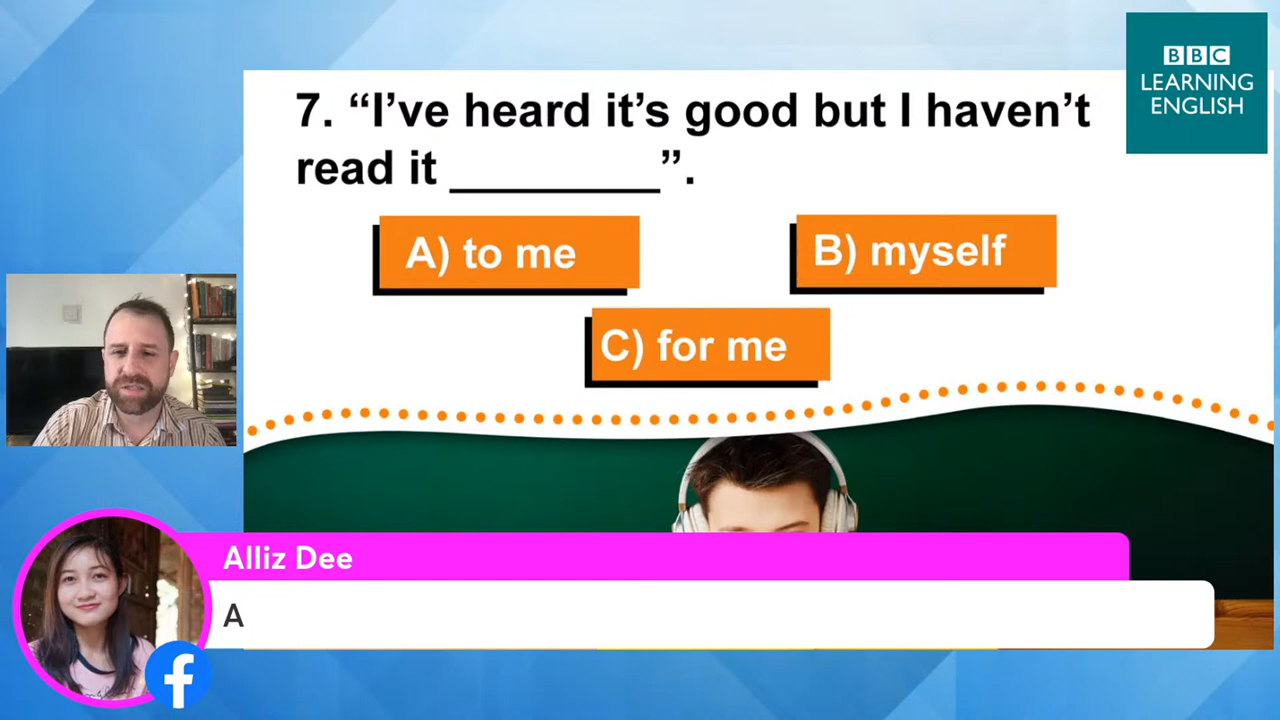 7. “I’ve heard it’s good but I haven’t
read it ________”.
BBC
LEARNING
ENGLISH
A) to me
B) myself
C) for me
Alliz Dee
A